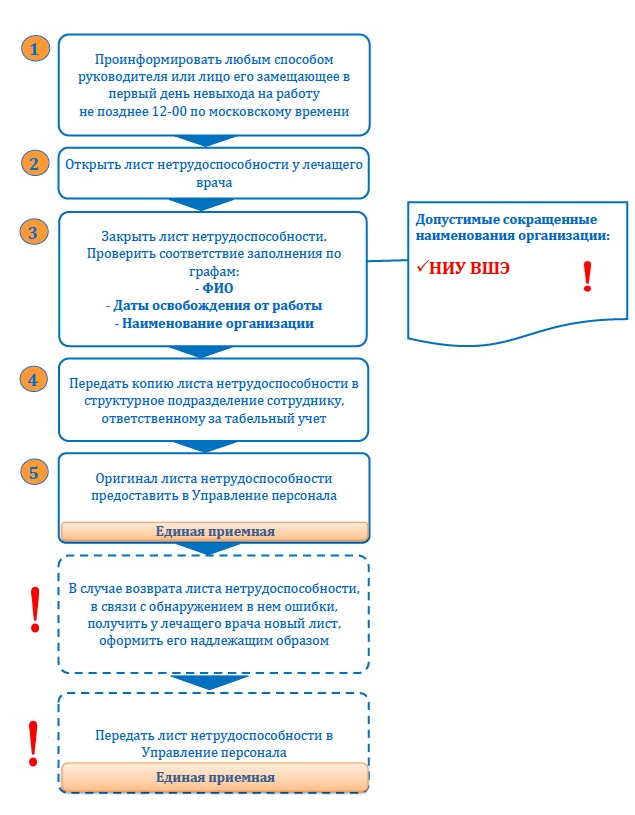 1
Проинформировать любым способом
руководителя или лицо его замещающее в
первый день невыхода на работу
не позднее 12-00 по московскому времени
2
Открыть лист нетрудоспособности у лечащего
врача
3
Закрыть лист нетрудоспособности.
Проверить соответствие заполнения по
графам:
- ФИО
- Даты освобождения от работы
- Наименование организации
Допустимые сокращенные
наименования организации:
✓НИУ ВШЭ
!
4
Передать копию листа нетрудоспособности в
структурное подразделение сотруднику,
ответственному за табельный учет
5
Оригинал листа нетрудоспособности
предоставить в Управление персонала
Единая приемная
!
В случае возврата листа нетрудоспособности,
в связи с обнаружением в нем ошибки,
получить у лечащего врача новый лист,
оформить его надлежащим образом
!
Передать лист нетрудоспособности в
Управление персонала
Единая приемная